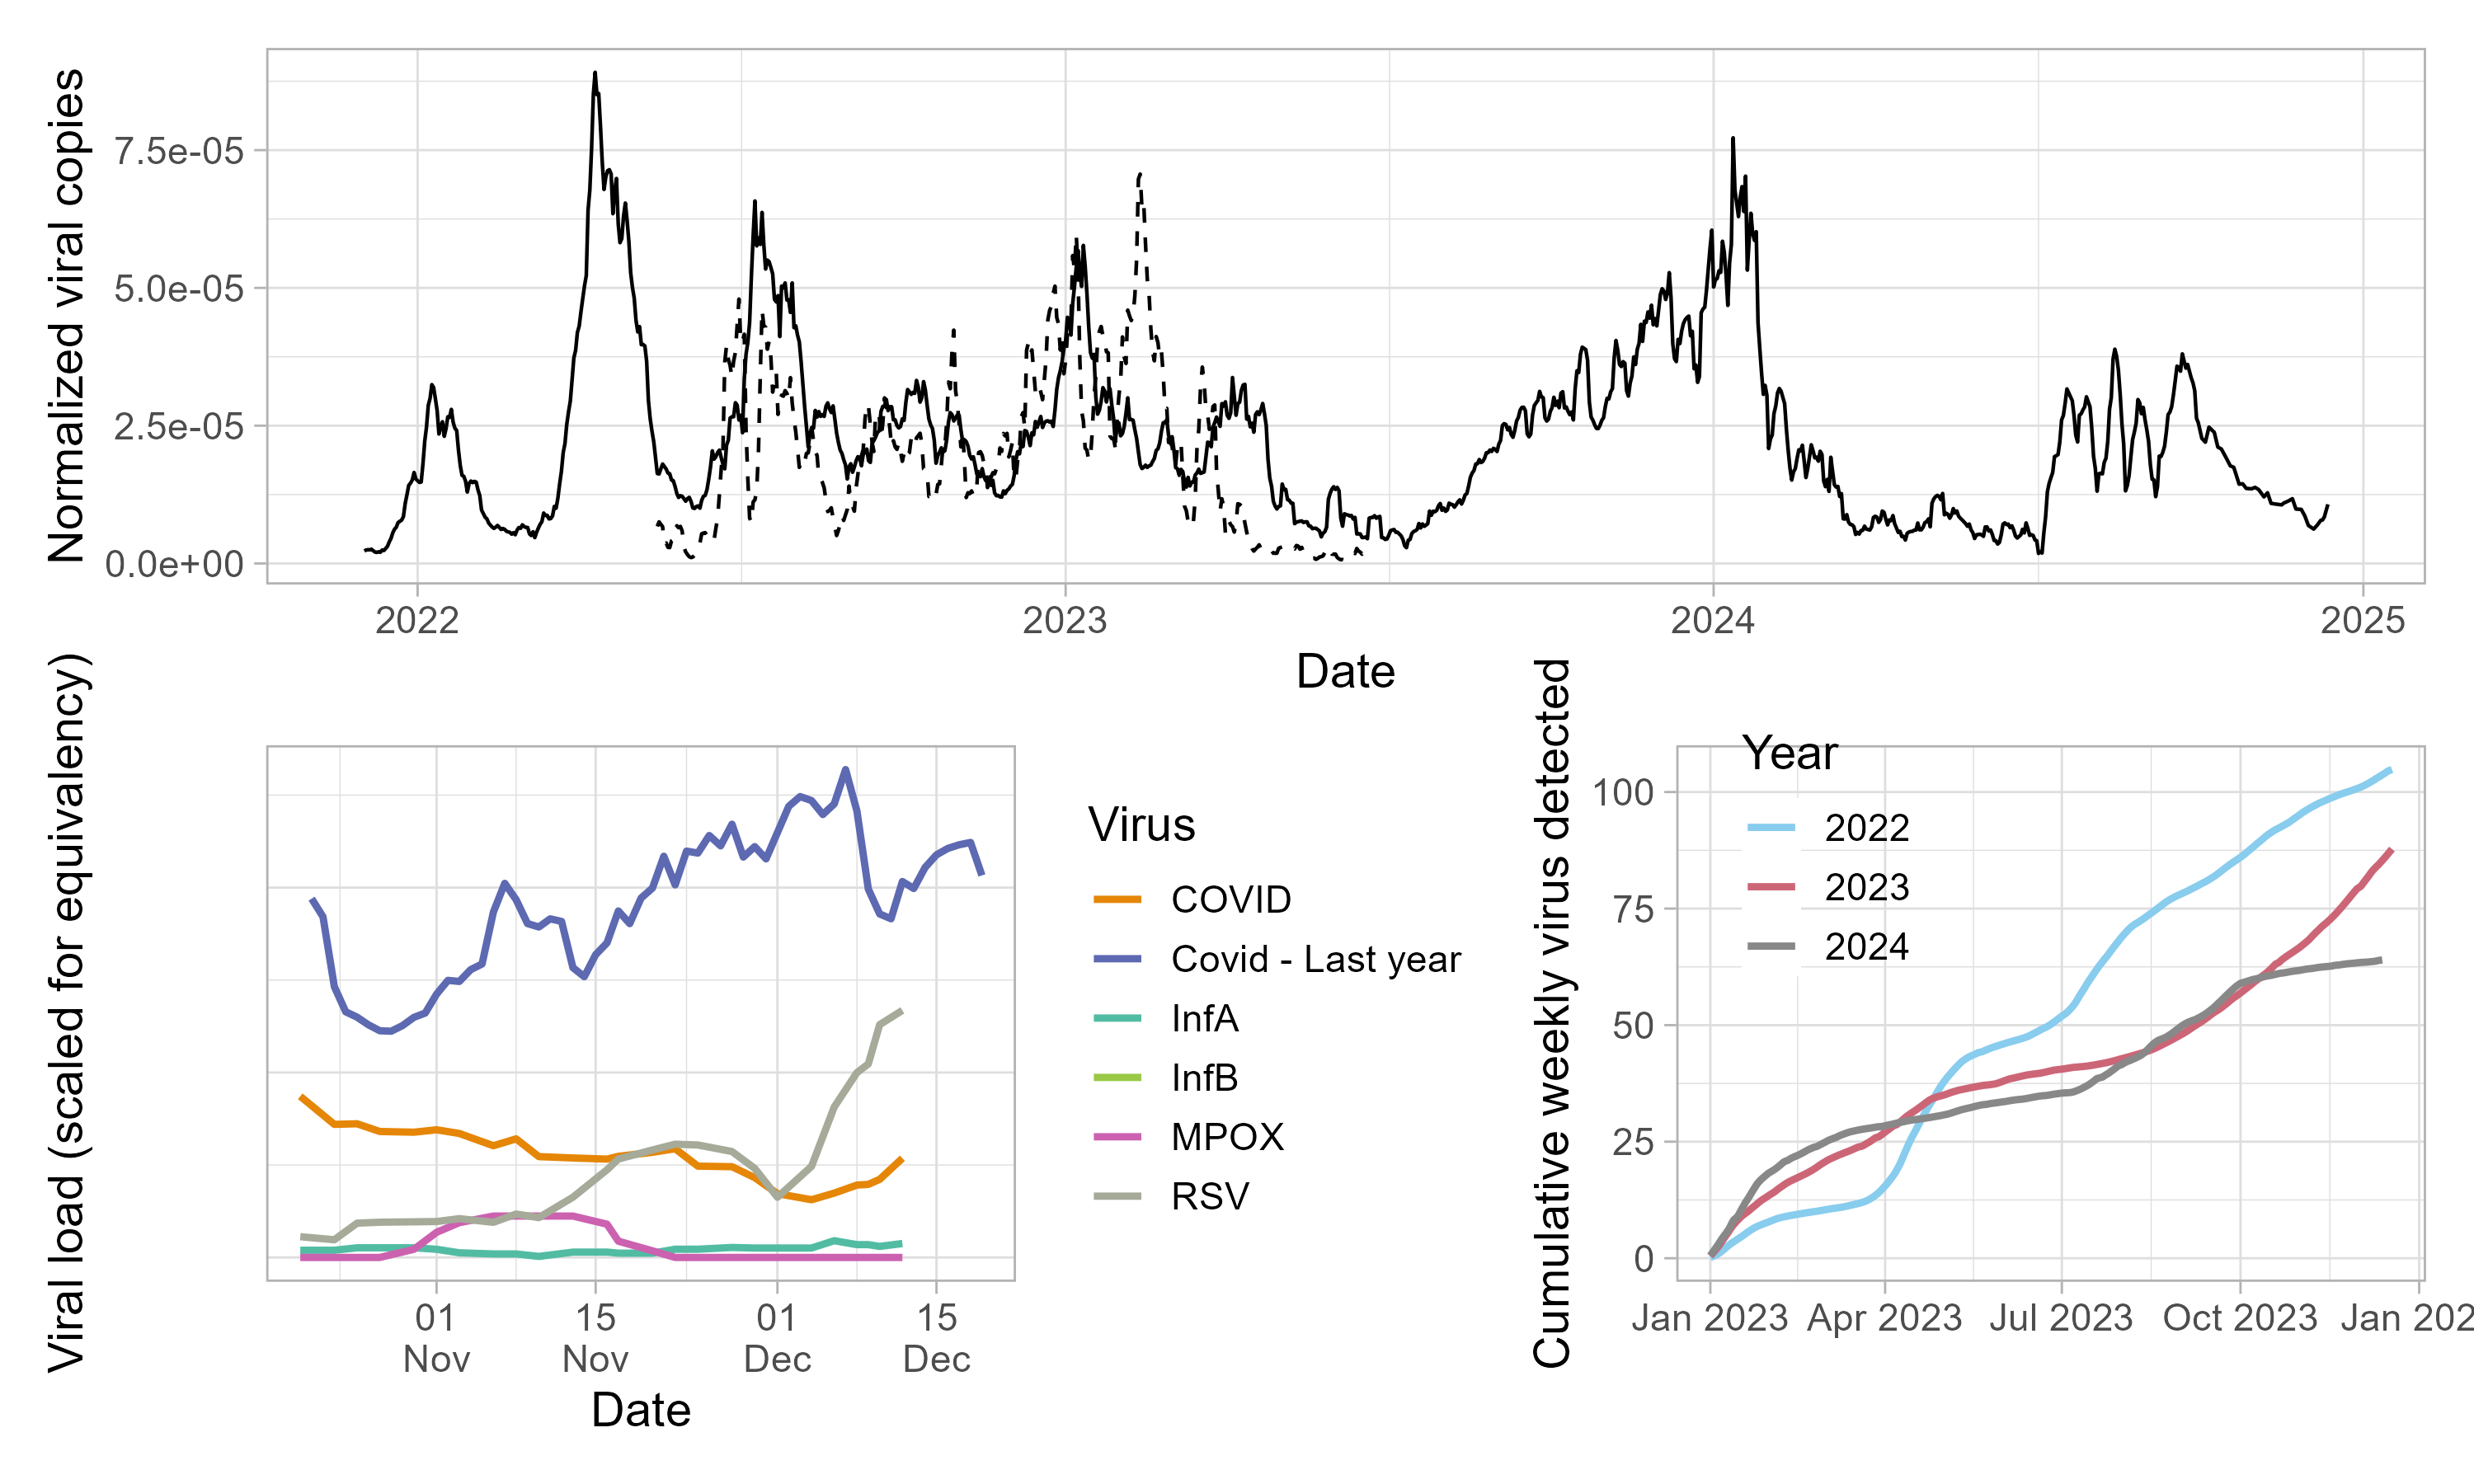 Normalized viral copies
7.5e-05
5.0e-05
2.5e-05
0.0e+00
2022
2023
2024
2025
Date
Viral load (scaled for equivalency)
01
Nov
15
Nov
01
Dec
15
Dec
Date
Virus
COVID
Covid - Last year
InfA
InfB
MPOX
RSV
Cumulative weekly virus detected
100
75
50
25
0
Year
2022
2023
2024
Jan 2023
Apr 2023
Jul 2023
Oct 2023
Jan 202